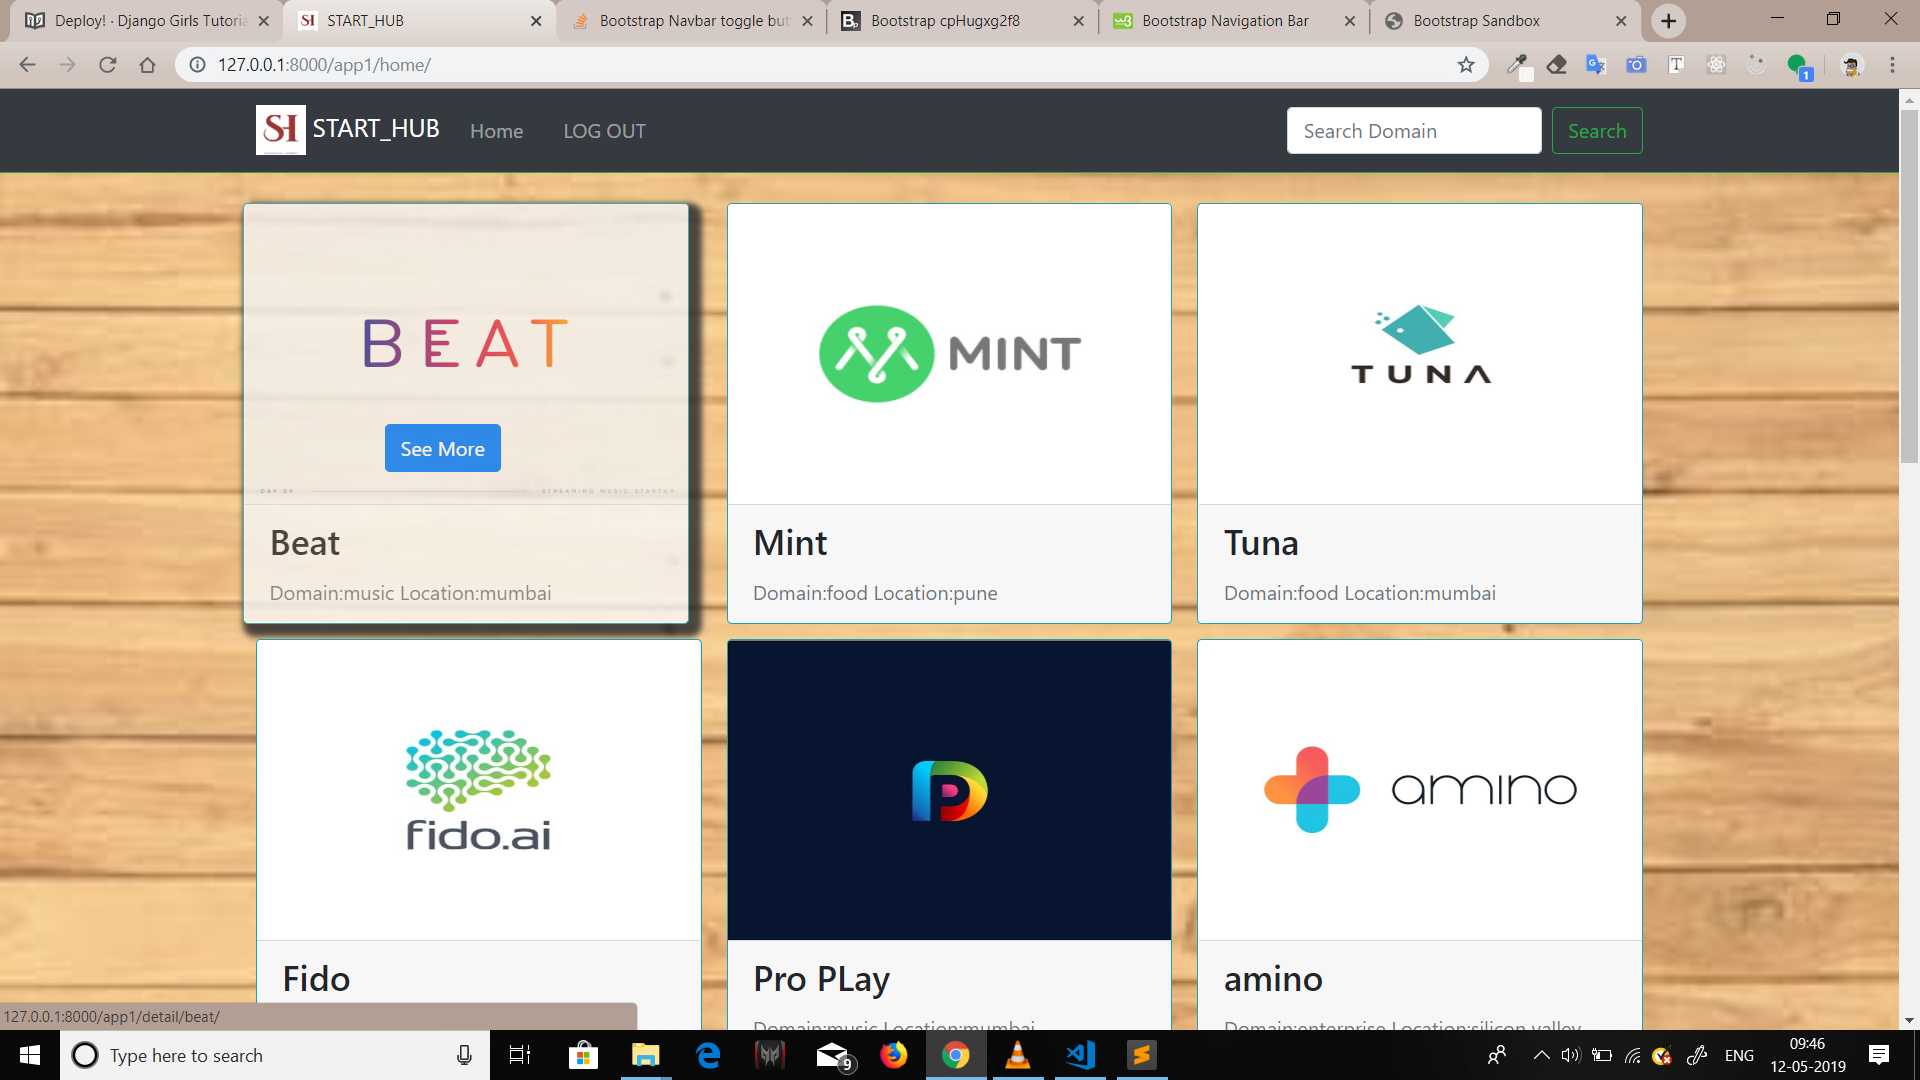 Deploy! · Django Girls Tutoria
START_HUB
Bootstrap Navbar toggle but
Bootstrap cpHugxg2f8
Bootstrap Navigation Bar
Bootstrap Sandbox
127.0.0.1:8000/app1/home/
1
SH START_HUB
Home
LOG OUT
Search Domain
Search
BEAT
See More
DAY 09
STREAMING MUSIC STARTUP
Beat
Domain:music Location:mumbai
MINT
Mint
Domain:food Location:pune
TUNA
Tuna
Domain:food Location:mumbai
fido.ai
Fido
Pro PLay
Domain:music Location:mumbai
amino
amino
Domain:enterprise Location:silicon valley
127.0.0.1:8000/app1/detail/beat/
Type here to search
9
ENG
09:46
12-05-2019